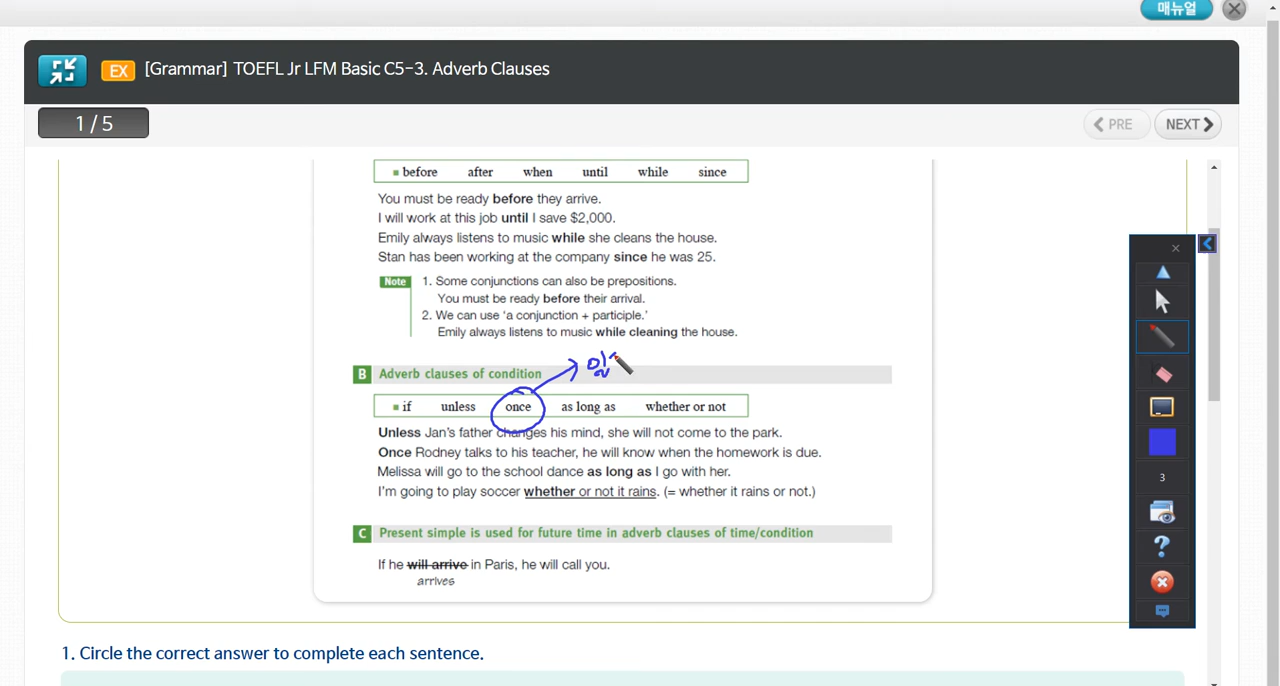 매뉴얼
EX [Grammar] TOEFL Jr LFM Basic C5-3. Adverb Clauses
1 / 5
PRE NEXT
before after when until while since
You must be ready before they arrive.
I will work at this job until I save $2,000.
Emily always listens to music while she cleans the house.
Stan has been working at the company since he was 25.
Note 1. Some conjunctions can also be prepositions.
You must be ready before their arrival.
2. We can use 'a conjunction + participle.'
Emily always listens to music while cleaning the house.
B Adverb clauses of condition
if unless once as long as whether or not
Unless Jan's father changes his mind, she will not come to the park.
Once Rodney talks to his teacher, he will know when the homework is due.
Melissa will go to the school dance as long as I go with her.
I'm going to play soccer whether or not it rains. (= whether it rains or not.)
C Present simple is used for future time in adverb clauses of time/condition
If he will arrive in Paris, he will call you.
arrives
3
?
1. Circle the correct answer to complete each sentence.